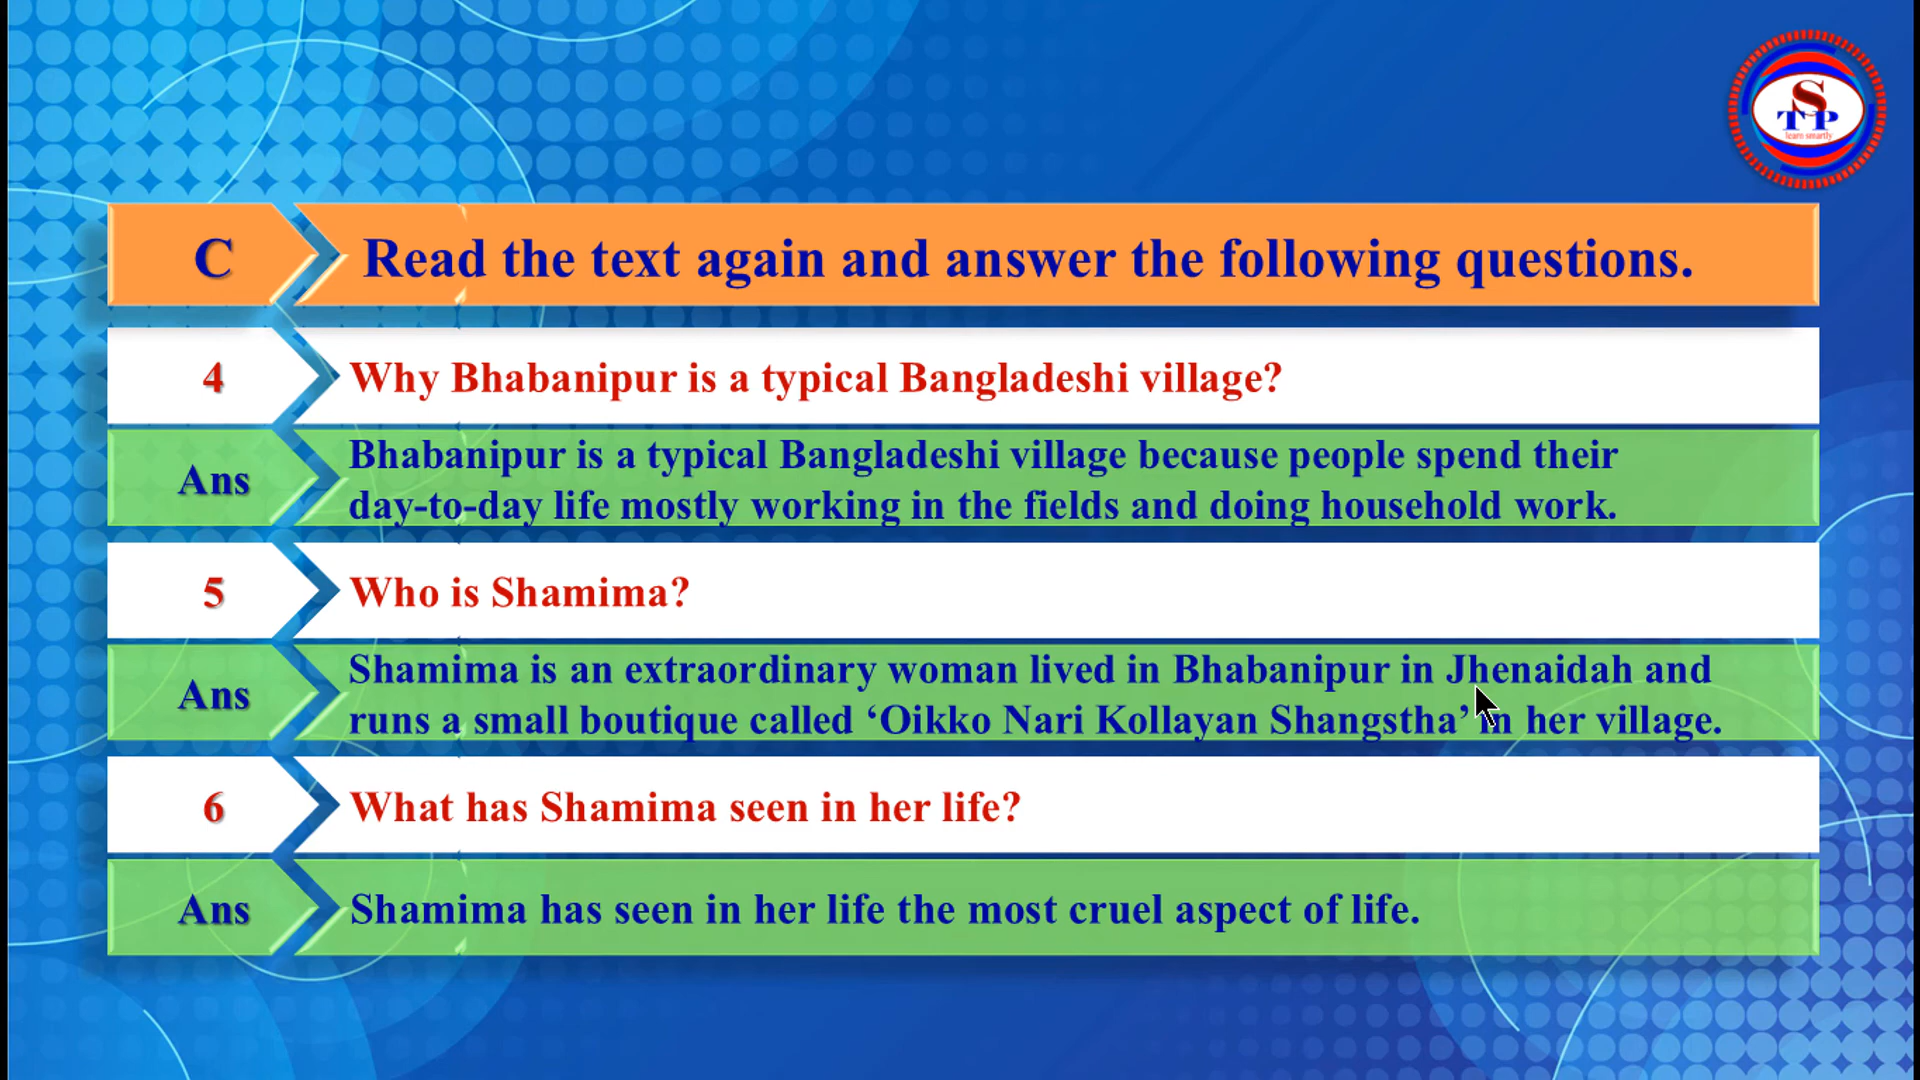 S
T P
learn smartly
C Read the text again and answer the following questions.
4 Why Bhabanipur is a typical Bangladeshi village?
Ans Bhabanipur is a typical Bangladeshi village because people spend their
day-to-day life mostly working in the fields and doing household work.
5 Who is Shamima?
Ans Shamima is an extraordinary woman lived in Bhabanipur in Jhenaidah and
runs a small boutique called ‘Oikko Nari Kollayan Shangstha’ in her village.
6 What has Shamima seen in her life?
Ans Shamima has seen in her life the most cruel aspect of life.